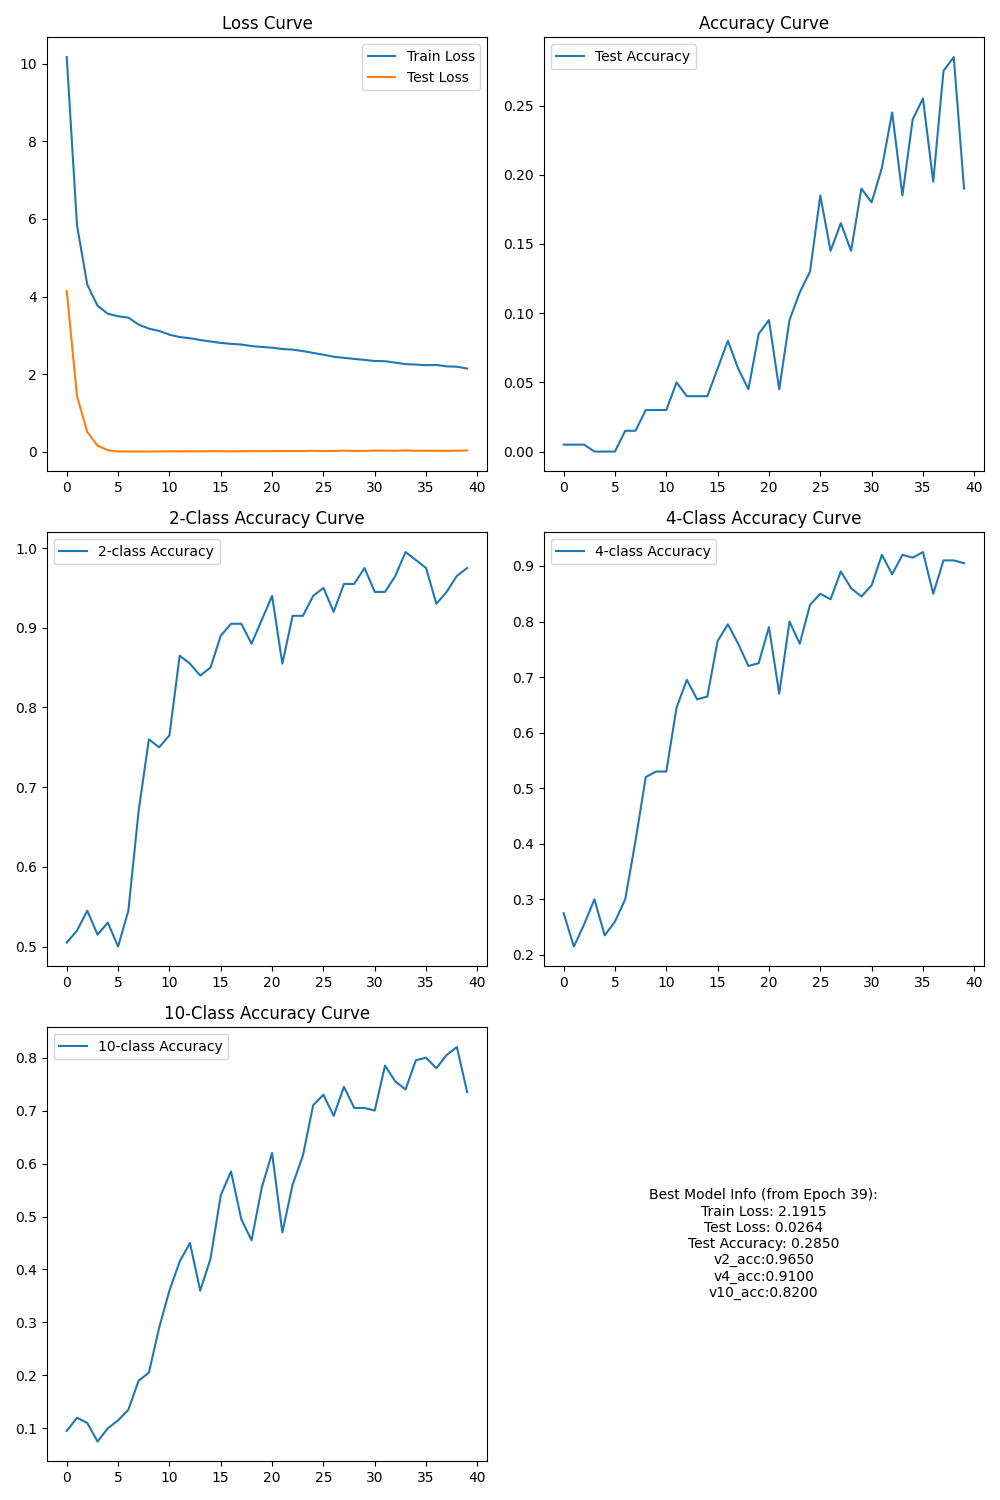 Loss Curve
Train Loss
Test Loss
10
8
6
4
2
0
0 5 10 15 20 25 30 35 40
Accuracy Curve
Test Accuracy
0.25
0.20
0.15
0.10
0.05
0.00
0 5 10 15 20 25 30 35 40
2-Class Accuracy Curve
2-class Accuracy
1.0
0.9
0.8
0.7
0.6
0.5
0 5 10 15 20 25 30 35 40
4-Class Accuracy Curve
4-class Accuracy
0.9
0.8
0.7
0.6
0.5
0.4
0.3
0.2
0 5 10 15 20 25 30 35 40
10-Class Accuracy Curve
10-class Accuracy
0.8
0.7
0.6
0.5
0.4
0.3
0.2
0.1
0 5 10 15 20 25 30 35 40
Best Model Info (from Epoch 39):
Train Loss: 2.1915
Test Loss: 0.0264
Test Accuracy: 0.2850
v2_acc:0.9650
v4_acc:0.9100
v10_acc:0.8200